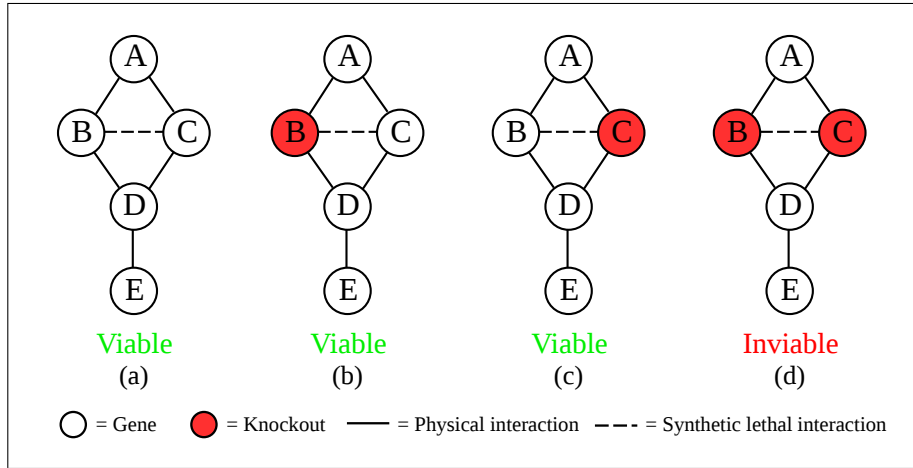 A A A A
B C B C B C B C
D D D D
E E E E
Viable Viable Viable Inviable
(a) (b) (c) (d)
= Gene = Knockout = Physical interaction = Synthetic lethal interaction